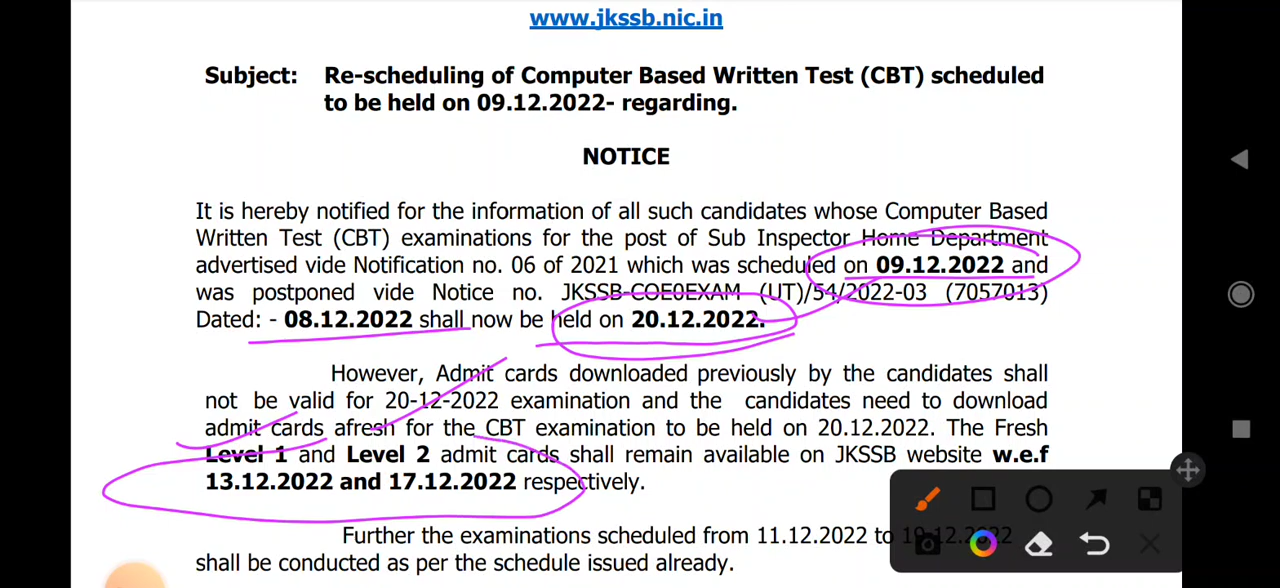 www.jkssb.nic.in
Subject: Re-scheduling of Computer Based Written Test (CBT) scheduled
to be held on 09.12.2022- regarding.
NOTICE
It is hereby notified for the information of all such candidates whose Computer Based
Written Test (CBT) examinations for the post of Sub Inspector Home Department
advertised vide Notification no. 06 of 2021 which was scheduled on 09.12.2022 and
was postponed vide Notice no. JKSSB-COE0EXAM (UT)/54/2022-03 (7057013)
Dated: - 08.12.2022 shall now be held on 20.12.2022.
However, Admit cards downloaded previously by the candidates shall
not be valid for 20-12-2022 examination and the candidates need to download
admit cards afresh for the CBT examination to be held on 20.12.2022. The Fresh
Level 1 and Level 2 admit cards shall remain available on JKSSB website w.e.f
13.12.2022 and 17.12.2022 respectively.
Further the examinations scheduled from 11.12.2022 to 19.12.2022
shall be conducted as per the schedule issued already.